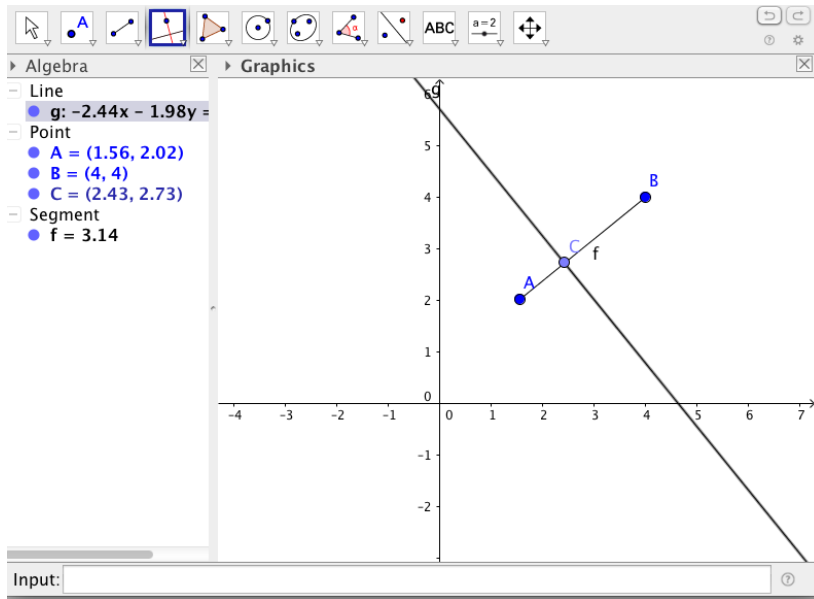 A
α
ABC
a = 2
Algebra
Graphics
Line
g: -2.44x - 1.98y =
Point
A = (1.56, 2.02)
B = (4, 4)
C = (2.43, 2.73)
Segment
f = 3.14
6
g
5
4
3
2
1
0
-1
-2
-4
-3
-2
-1
0
1
2
3
4
5
6
7
A
B
C
f
Input:
?
?